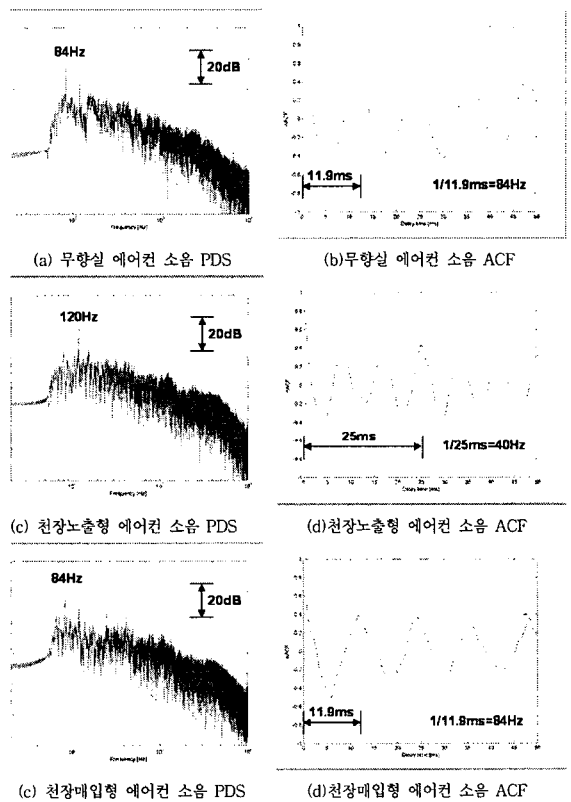 84Hz
20dB
11.9ms
1/11.9ms=84Hz
(a) 무향실 에어컨 소음 PDS
(b)무향실 에어컨 소음 ACF
120Hz
20dB
25ms
1/25ms=40Hz
(c) 천장노출형 에어컨 소음 PDS
(d)천장노출형 에어컨 소음 ACF
84Hz
20dB
11.9ms
1/11.9ms=84Hz
(c) 천장매입형 에어컨 소음 PDS
(d)천장매입형 에어컨 소음 ACF